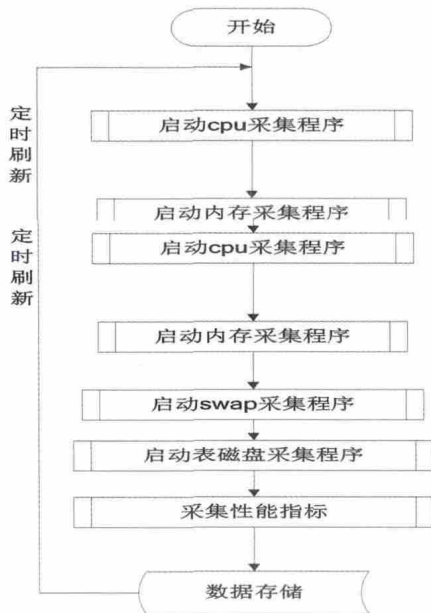 开始
定时刷新
启动cpu采集程序
启动内存采集程序
定时刷新
启动cpu采集程序
启动内存采集程序
启动swap采集程序
启动表磁盘采集程序
采集性能指标
数据存储